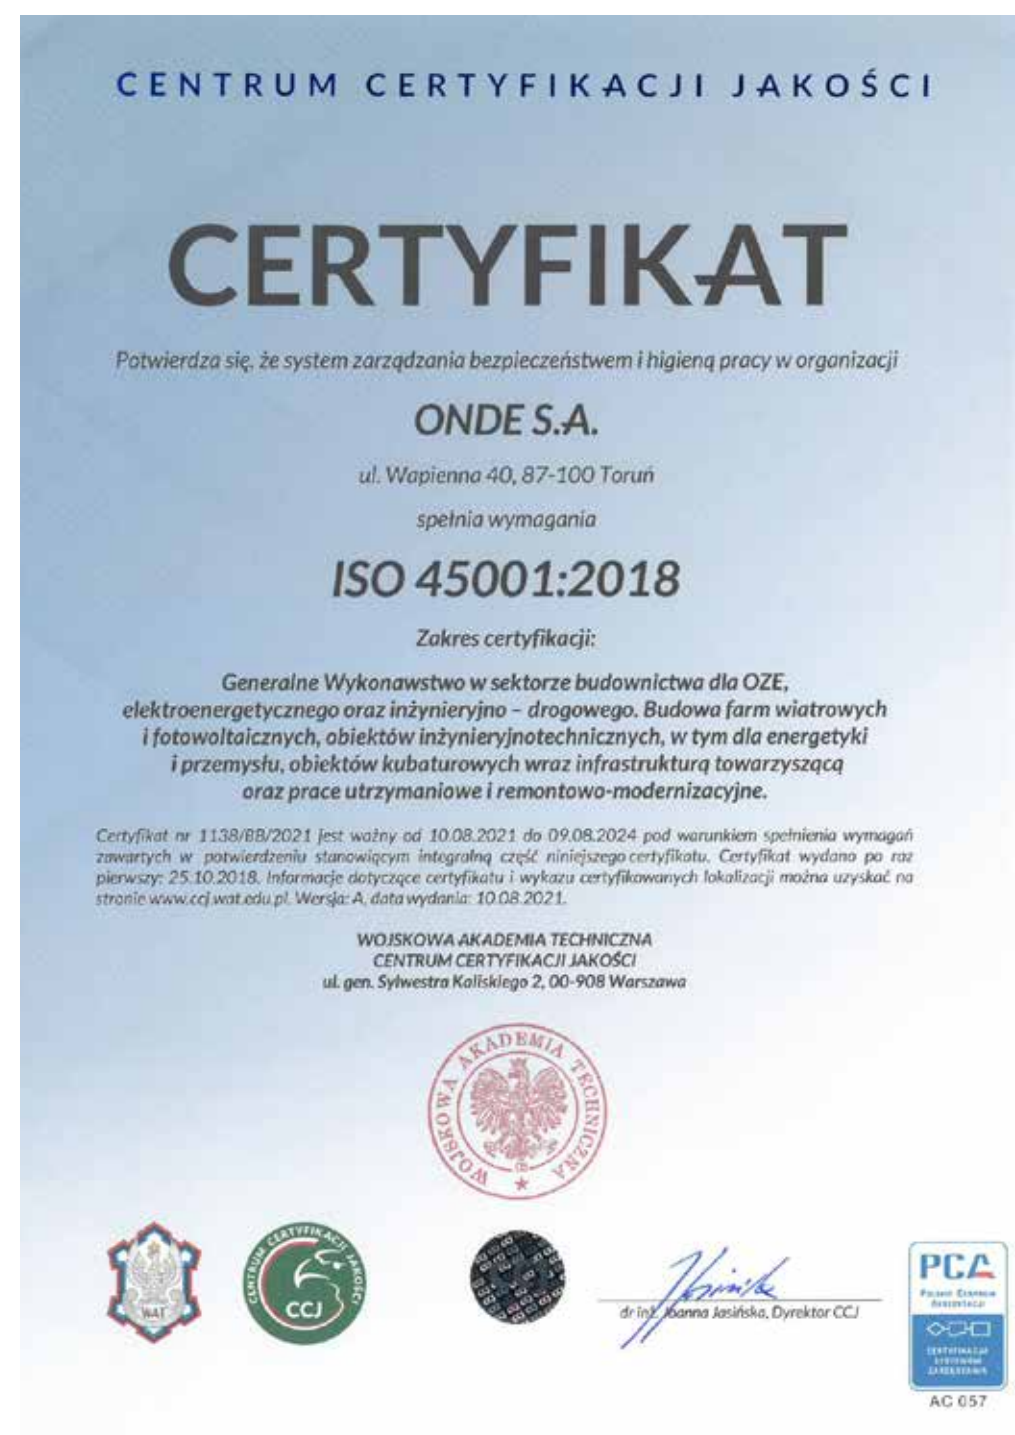 CENTRUM CERTYFIKACJI JAKOŚCI
CERTYFIKAT
Potwierdza się, że system zarządzania bezpieczeństwem i higieną pracy w organizacji
ONDE S.A.
ul. Wapienna 40, 87-100 Toruń
spełnia wymagania
ISO 45001:2018
Zakres certyfikacji:
Generalne Wykonawstwo w sektorze budownictwa dla OZE,
elektroenergetycznego oraz inżynieryjno – drogowego. Budowa farm wiatrowych
i fotowoltaicznych, obiektów inżynieryjnotechnicznych, w tym dla energetyki
i przemysłu, obiektów kubaturowych wraz infrastrukturą towarzyszącą
oraz prace utrzymaniowe i remontowo-modernizacyjne.
Certyfikat nr 1138/BB/2021 jest ważny od 10.08.2021 do 09.08.2024 pod warunkiem spełnienia wymagań
zawartych w potwierdzeniu stanowiącym integralną część niniejszego certyfikatu. Certyfikat wydano po raz
pierwszy: 25.10.2018. Informacje dotyczące certyfikatu i wykazu certyfikowanych lokalizacji można uzyskać na
stronie www.ccj.wat.edu.pl. Wersja: A, data wydania: 10.08.2021.
WOJSKOWA AKADEMIA TECHNICZNA
CENTRUM CERTYFIKACJI JAKOŚCI
ul. gen. Sylwestra Kaliskiego 2, 00-908 Warszawa
WOJSKOWA AKADEMIA TECHNICZNA
WAT
CENTRUM CERTYFIKACJI JAKOŚCI
CCJ
dr inż. Joanna Jasińska, Dyrektor CCJ
PCA
POLSKIE CENTRUM
AKREDYTACJI
CERTYFIKACJA
SYSTEMÓW
ZARZĄDZANIA
AC 057